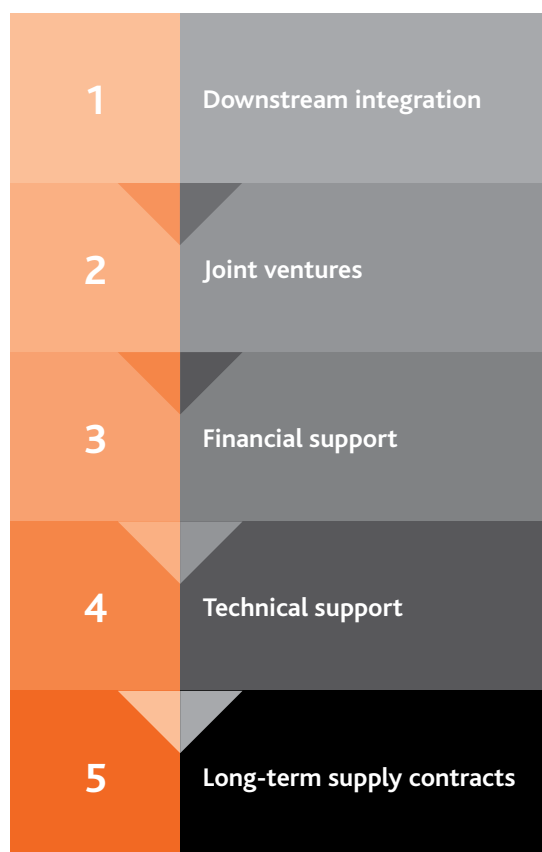 1
Downstream integration
2
Joint ventures
3
Financial support
4
Technical support
5
Long-term supply contracts